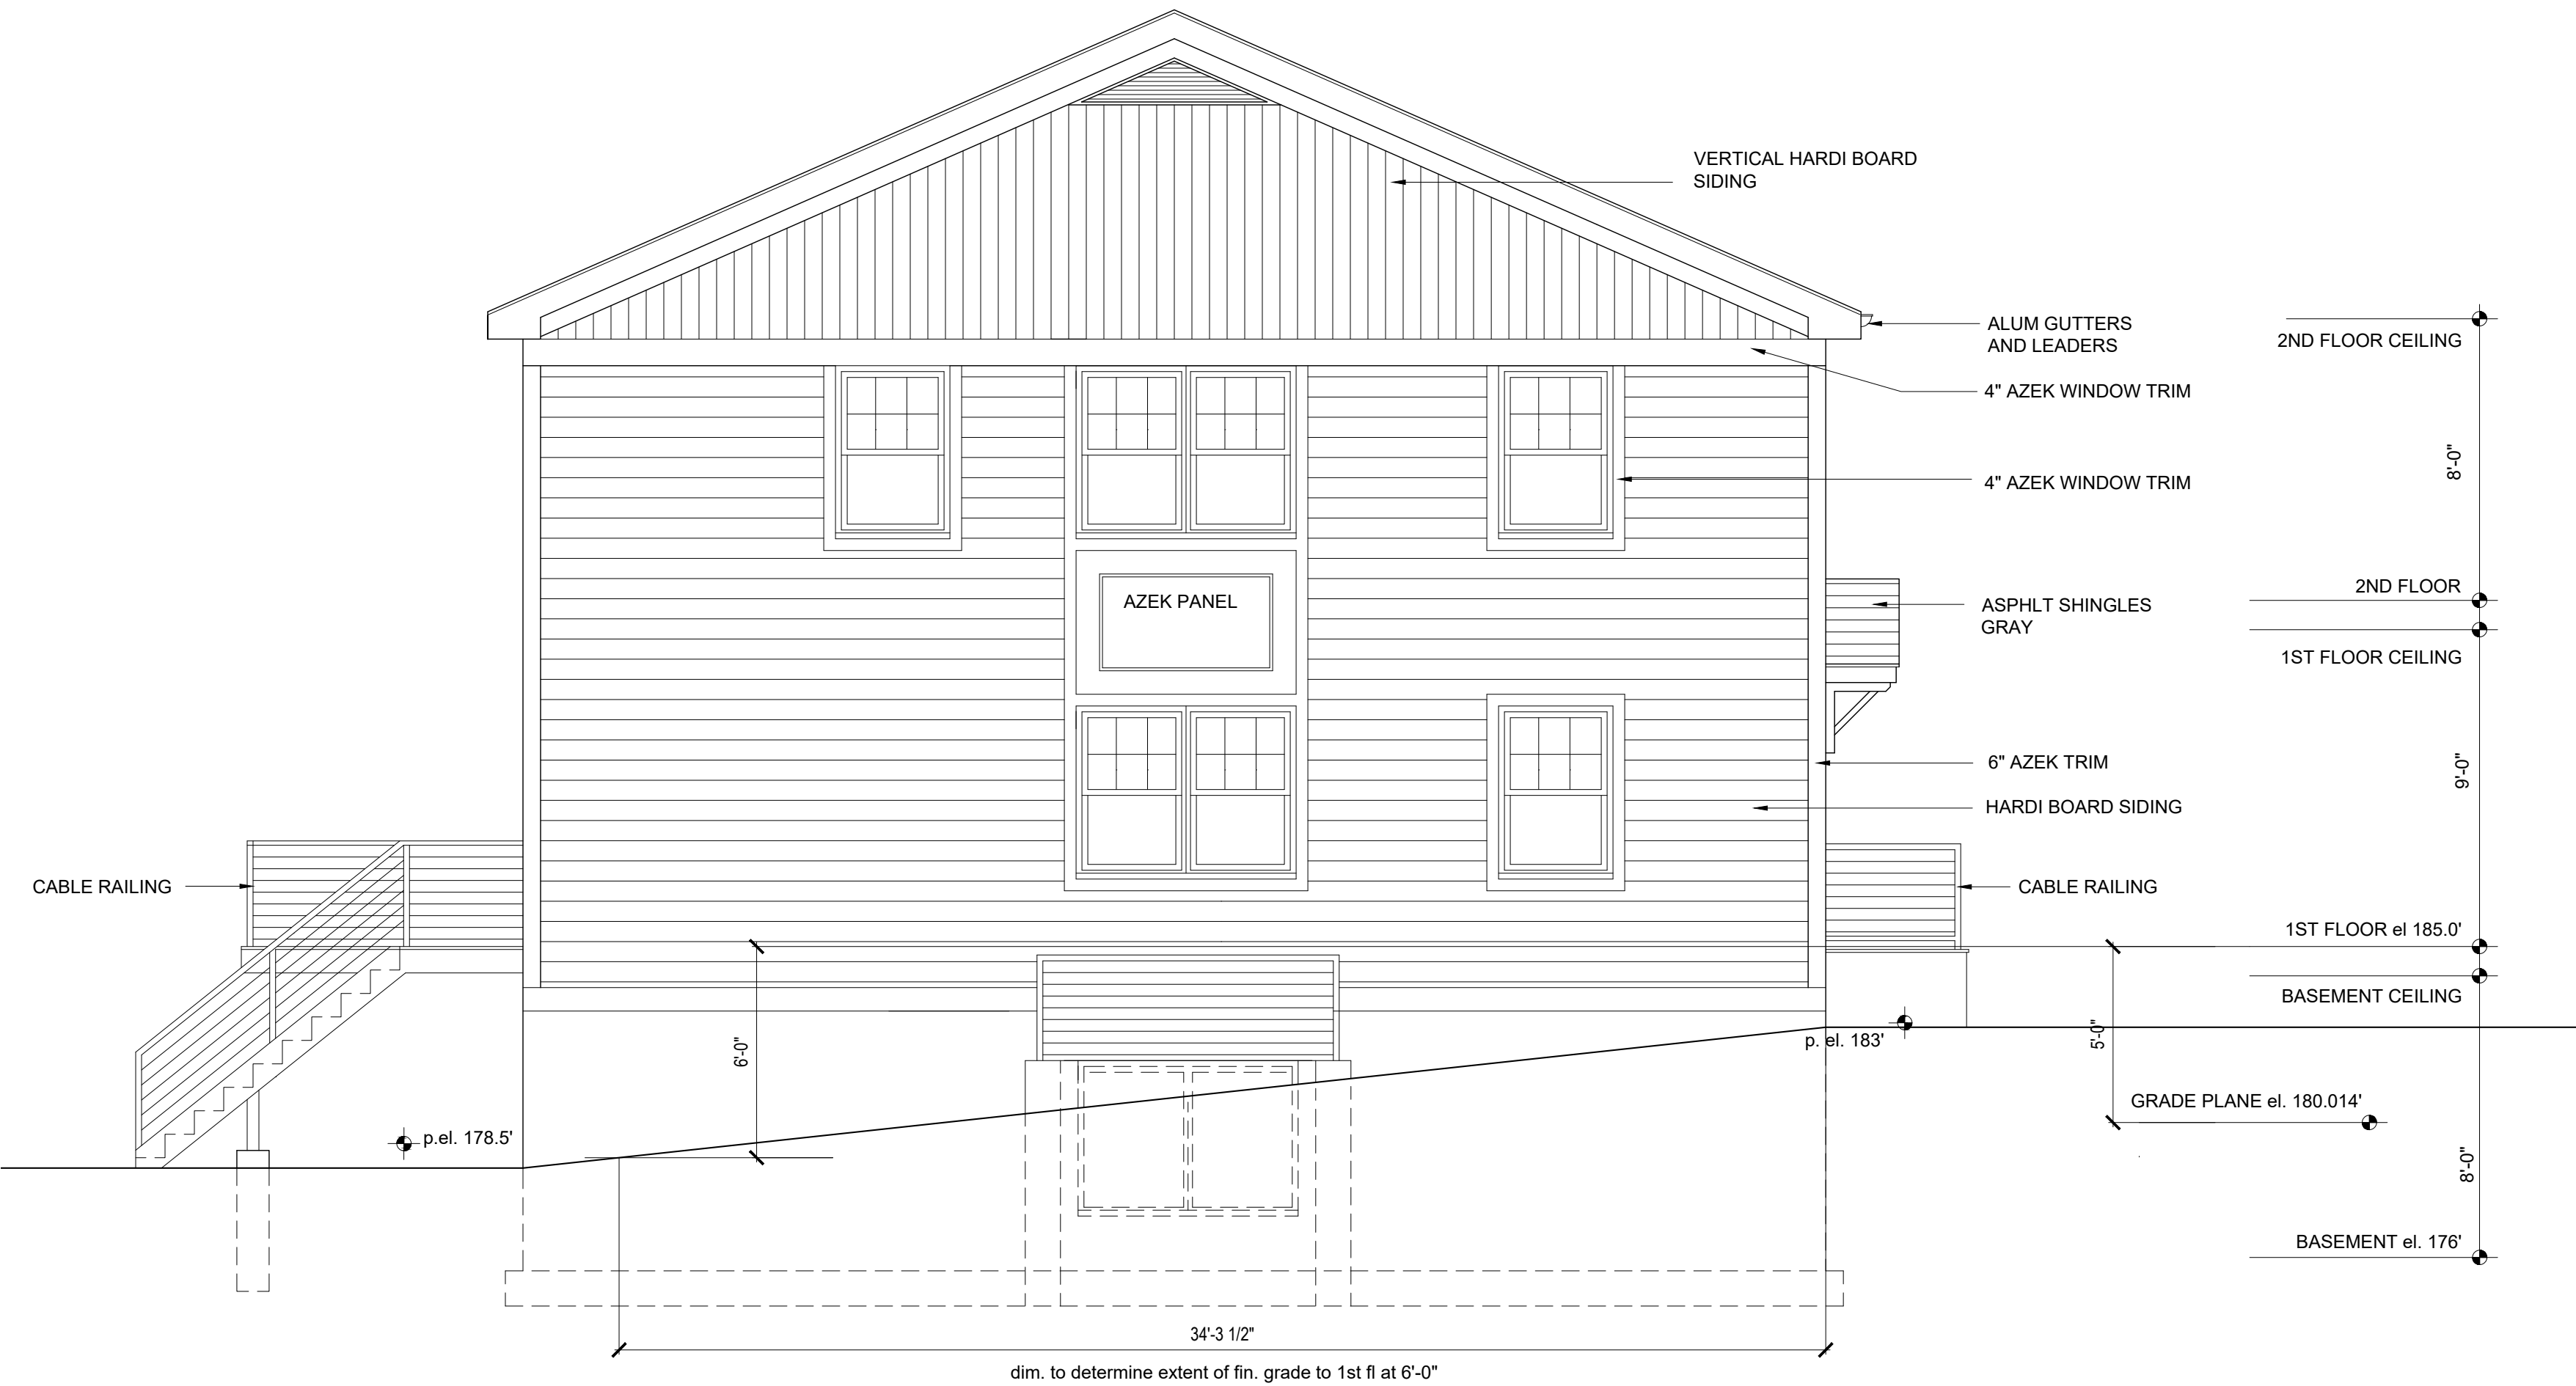 VERTICAL HARDI BOARD
SIDING
ALUM GUTTERS
AND LEADERS
2ND FLOOR CEILING
4" AZEK WINDOW TRIM
8'-0"
4" AZEK WINDOW TRIM
2ND FLOOR
AZEK PANEL
ASPHLT SHINGLES
GRAY
1ST FLOOR CEILING
6" AZEK TRIM
9'-0"
HARDI BOARD SIDING
CABLE RAILING
CABLE RAILING
1ST FLOOR el 185.0'
BASEMENT CEILING
6'-0"
5'-0"
p. el. 183'
GRADE PLANE el. 180.014'
p.el. 178.5'
8'-0"
BASEMENT el. 176'
34'-3 1/2"
dim. to determine extent of fin. grade to 1st fl at 6'-0"